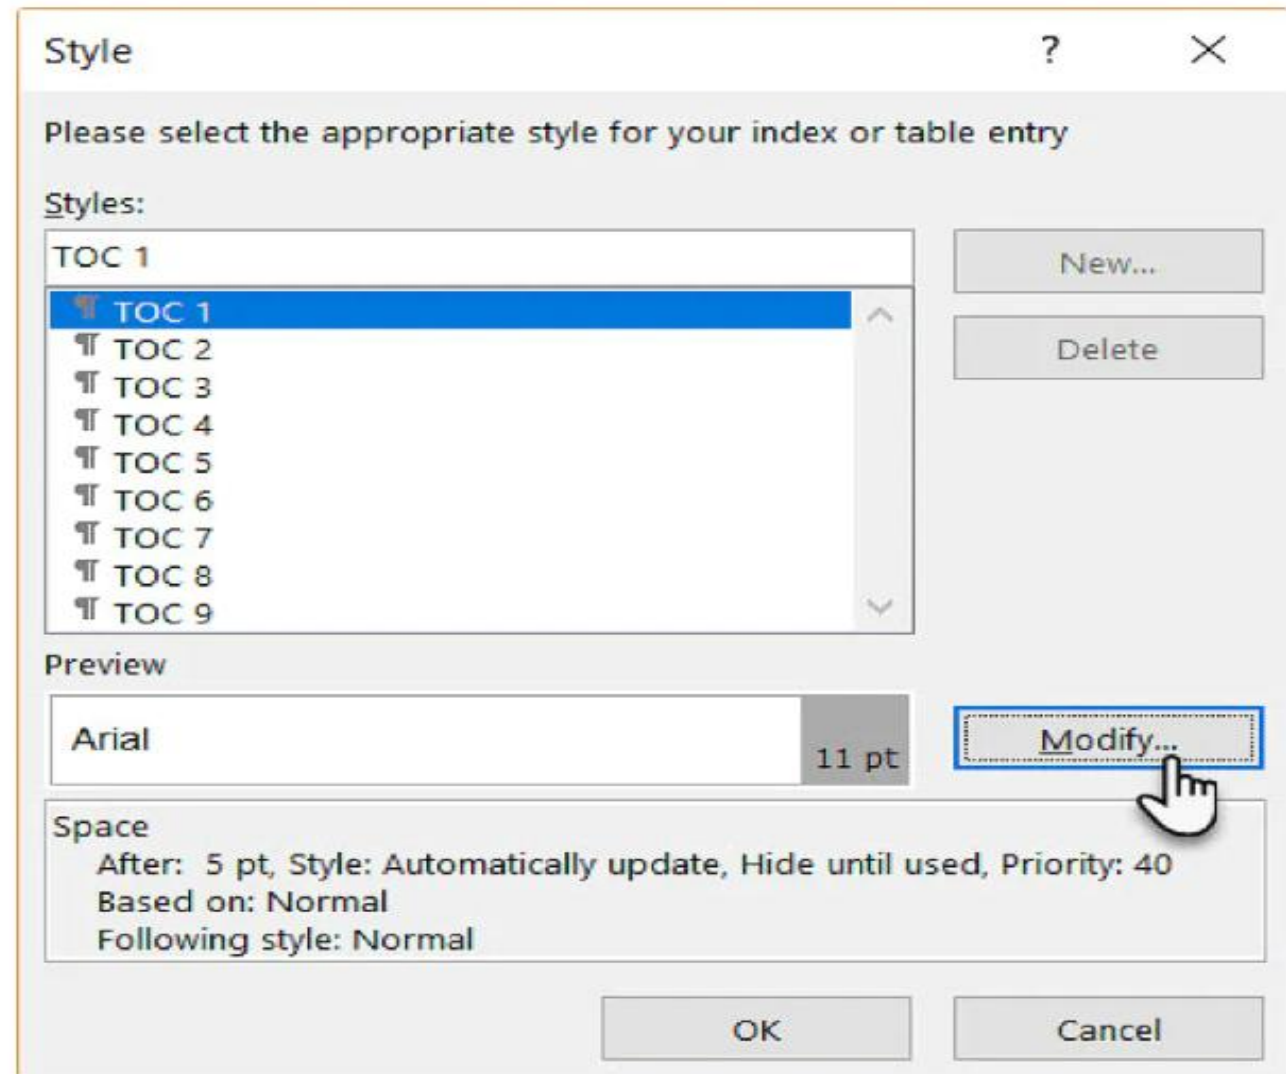 Style ?
Please select the appropriate style for your index or table entry
Styles:
TOC 1
New...
¶ TOC 1
¶ TOC 2
Delete
¶ TOC 3
¶ TOC 4
¶ TOC 5
¶ TOC 6
¶ TOC 7
¶ TOC 8
¶ TOC 9
Preview
Arial
11 pt
Modify...
Space
After: 5 pt, Style: Automatically update, Hide until used, Priority: 40
Based on: Normal
Following style: Normal
OK
Cancel